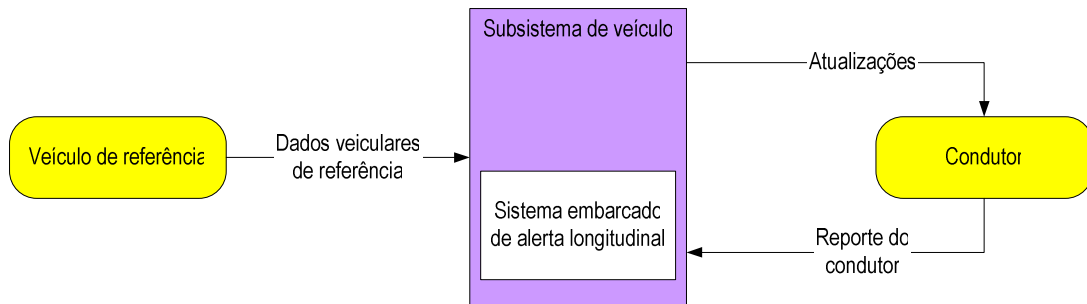 Subsistema de veículo
Atualizações
Veículo de referência
Dados veiculares
de referência
Condutor
Sistema embarcado
de alerta longitudinal
Reporte do
condutor